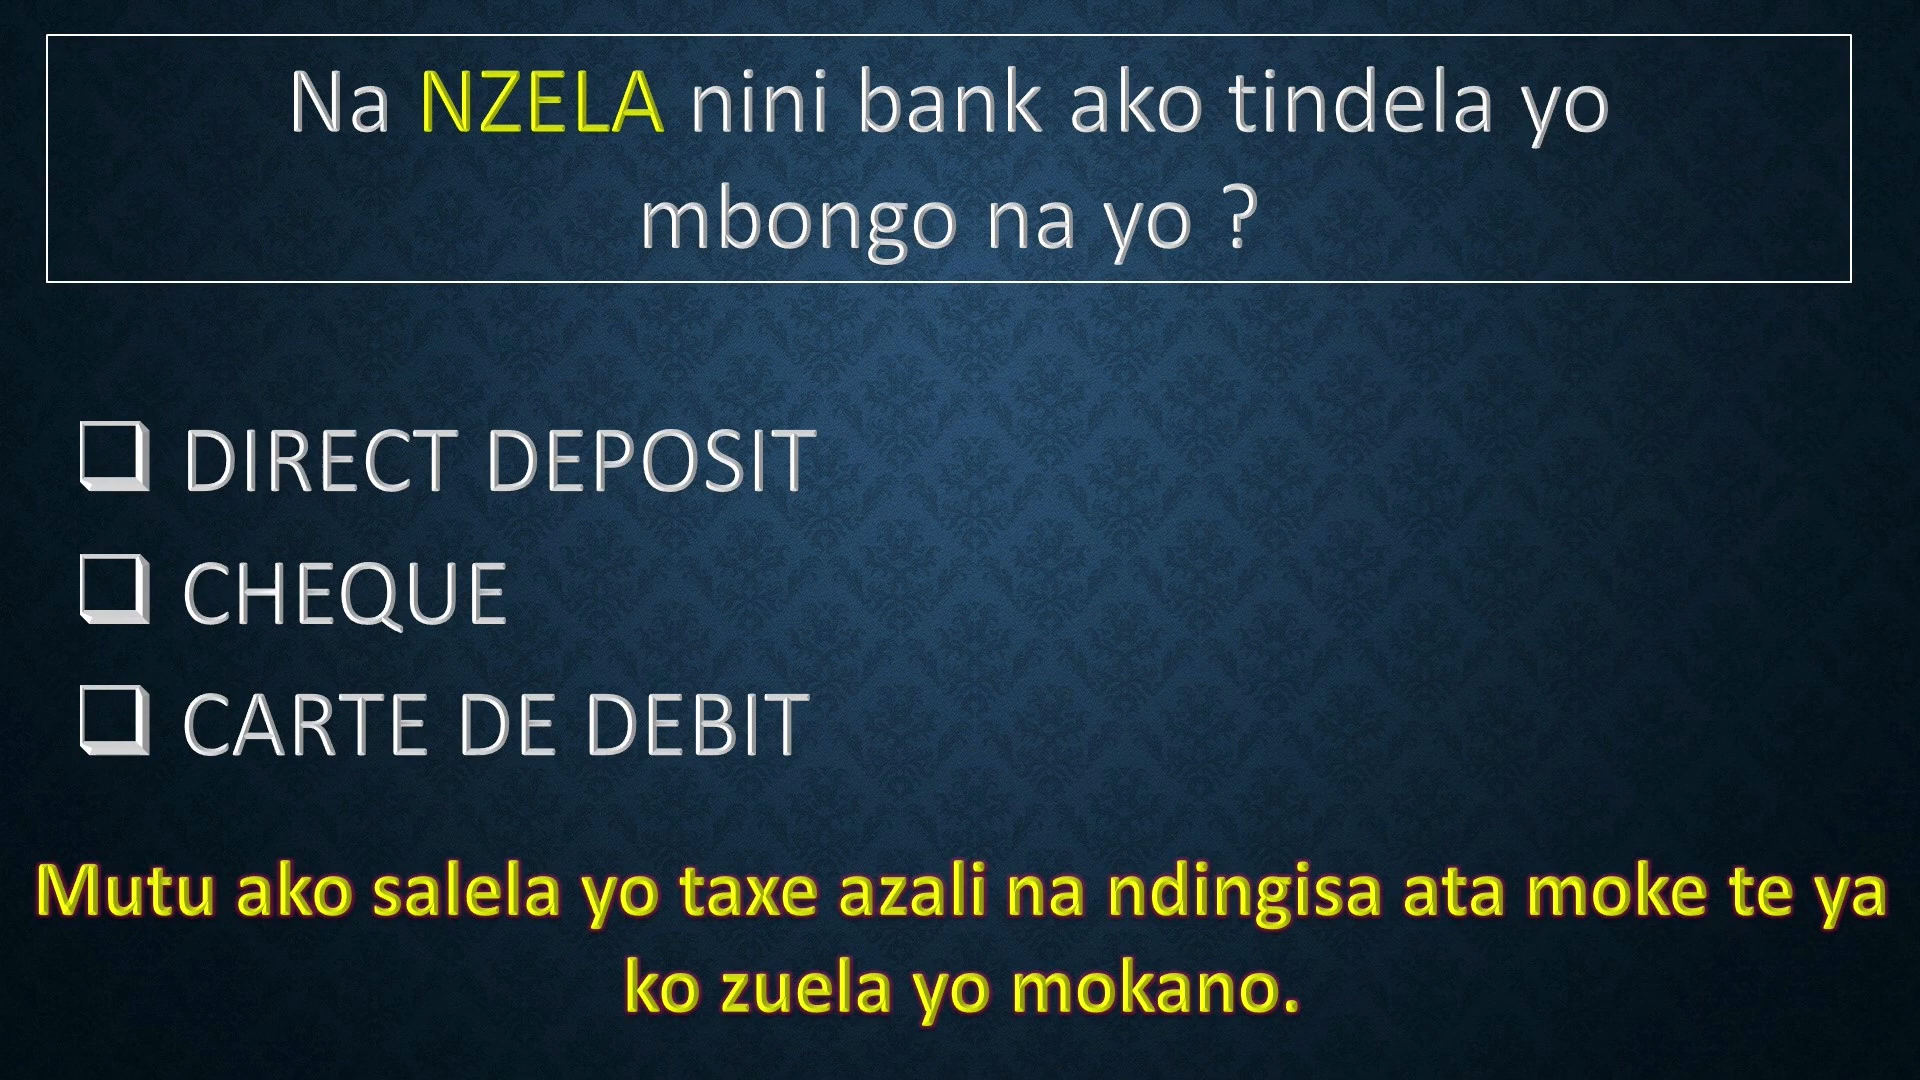 Na NZELA nini bank ako tindela yo
mbongo na yo ?
DIRECT DEPOSIT
CHEQUE
CARTE DE DEBIT
Mutu ako salela yo taxe azali na ndingisa ata moke te ya
ko zuela yo mokano.